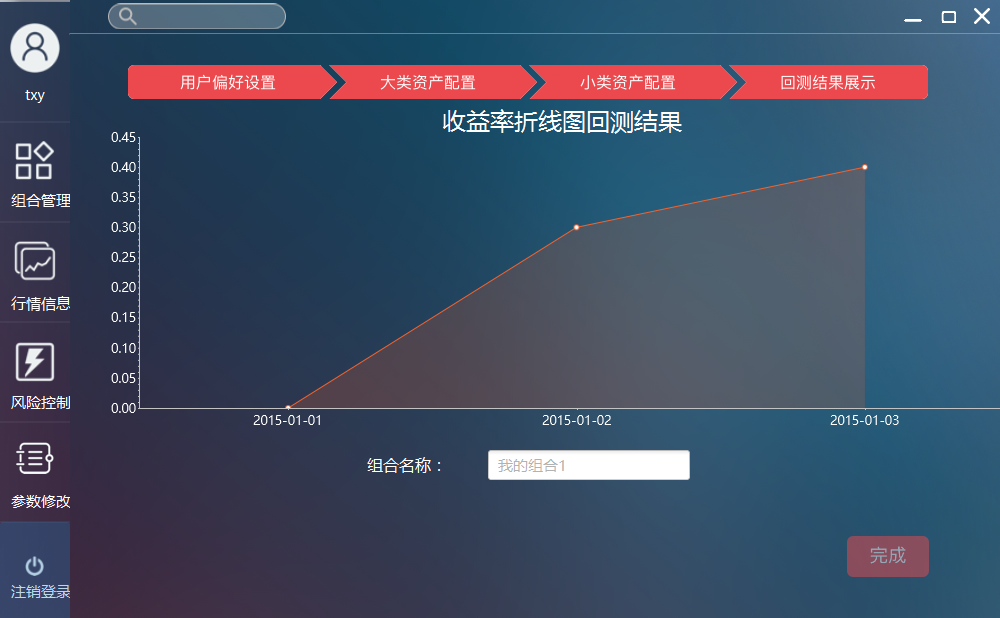 txy
组合管理
行情信息
风险控制
参数修改
注销登录
用户偏好设置 大类资产配置 小类资产配置 回测结果展示
收益率折线图回测结果
0.45
0.40
0.35
0.30
0.25
0.20
0.15
0.10
0.05
0.00
2015-01-01 2015-01-02 2015-01-03
组合名称： 我的组合1
完成